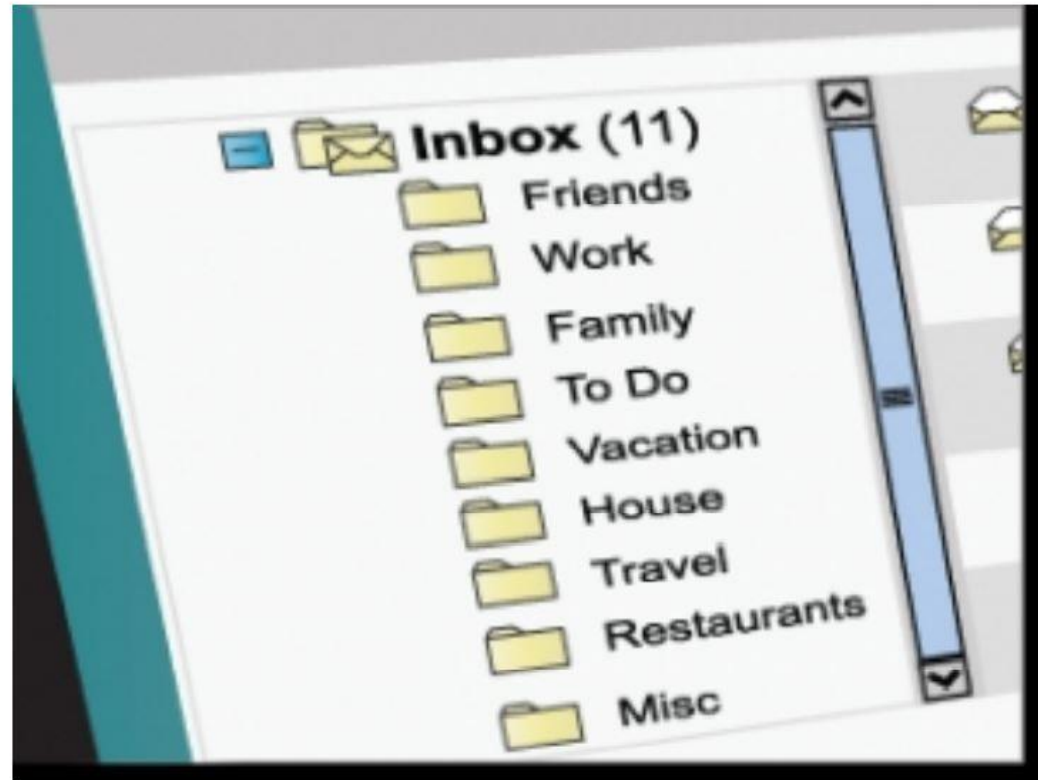 Inbox (11)
Friends
Work
Family
To Do
Vacation
House
Travel
Restaurants
Misc